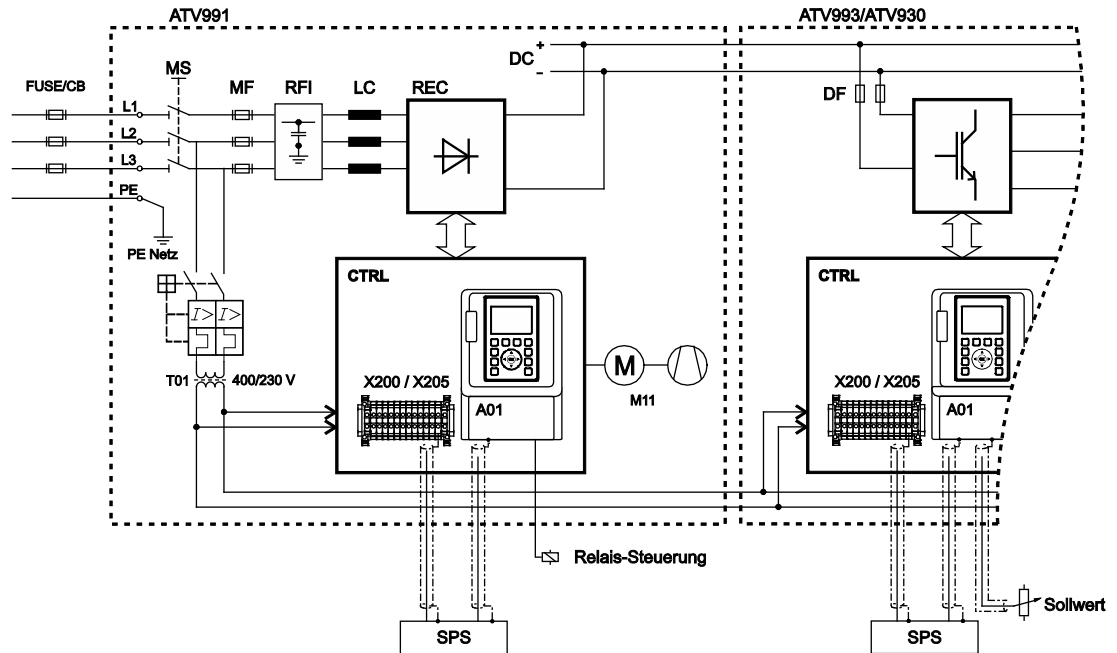 ATV991
ATV993/ATV930
MS
FUSE/CB
MF
RFI
LC
REC
DC
+
–
DF
L1
L2
L3
PE
PE Netz
CTRL
CTRL
I>
I>
T01
400/230 V
X200 / X205
A01
M
M11
X200 / X205
A01
Relais-Steuerung
Sollwert
SPS
SPS